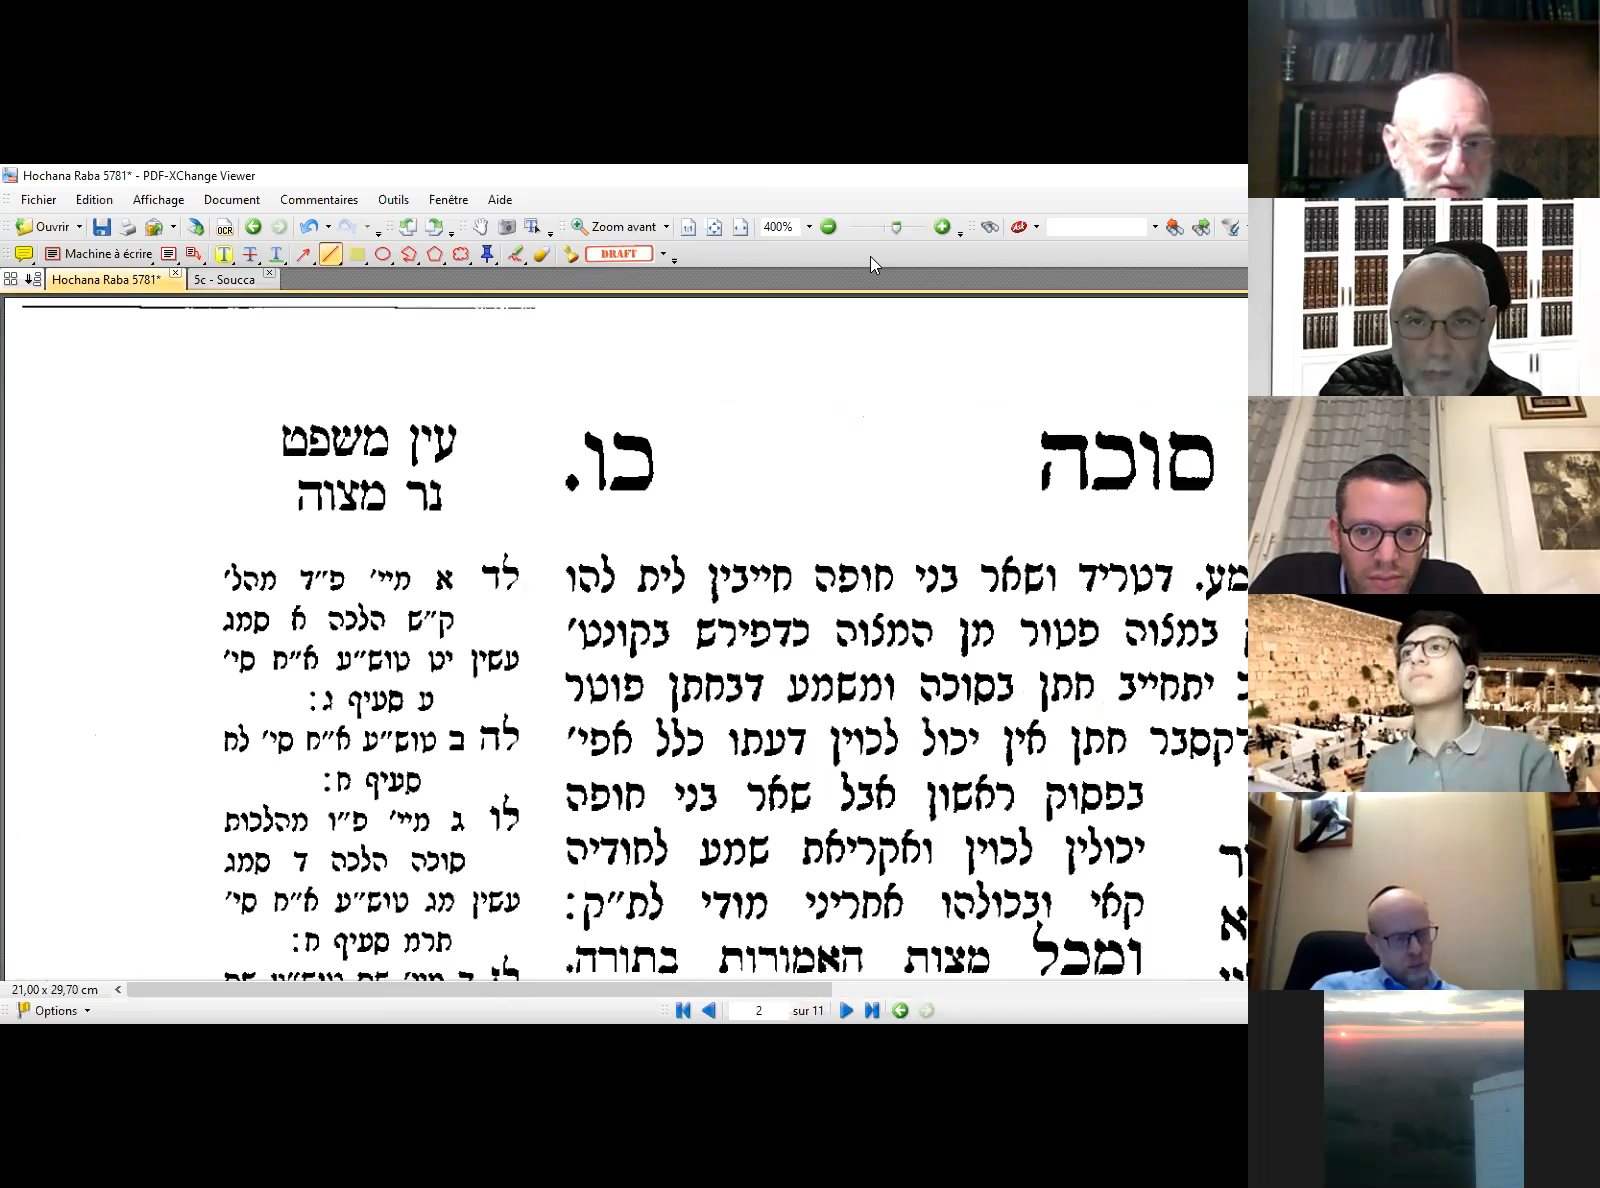 Hochana Raba 5781* - PDF-XChange Viewer
Fichier Edition Affichage Document Commentaires Outils Fenêtre Aide
Ouvrir OCR Zoom avant 400%
Machine à écrire DRAFT
Hochana Raba 5781* 5c - Soucca
עין משפט
נר מצוה
סוכה כו.
לד א מיי' פ"ד מהל'
ק"ש הלכה א סמג
עשין יט טוש"ע א"ח סי'
ע סעיף ג:
לה ב טוש"ע א"ח סי' לח
סעיף ח:
לו ג מיי' פ"ו מהלכות
סוכה הלכה ד סמג
עשין מג טוש"ע א"ח סי'
תרמ סעיף ח:
דטריד ושאר בני חופה חייבין לית להו
במצוה פטור מן המצוה כדפירש בקונט'
יתחייב חתן בסוכה ומשמע דבחתן פוטר
דקסבר חתן אין יכול לכוין דעתו כלל אפי'
בפסוק ראשון אבל שאר בני חופה
יכולין לכוין ואקריאת שמע לחודיה
קאי ובכולהו אחריני מודי לת"ק:
ומכל מצות האמורות בתורה.
21,00 x 29,70 cm
Options 2 sur 11